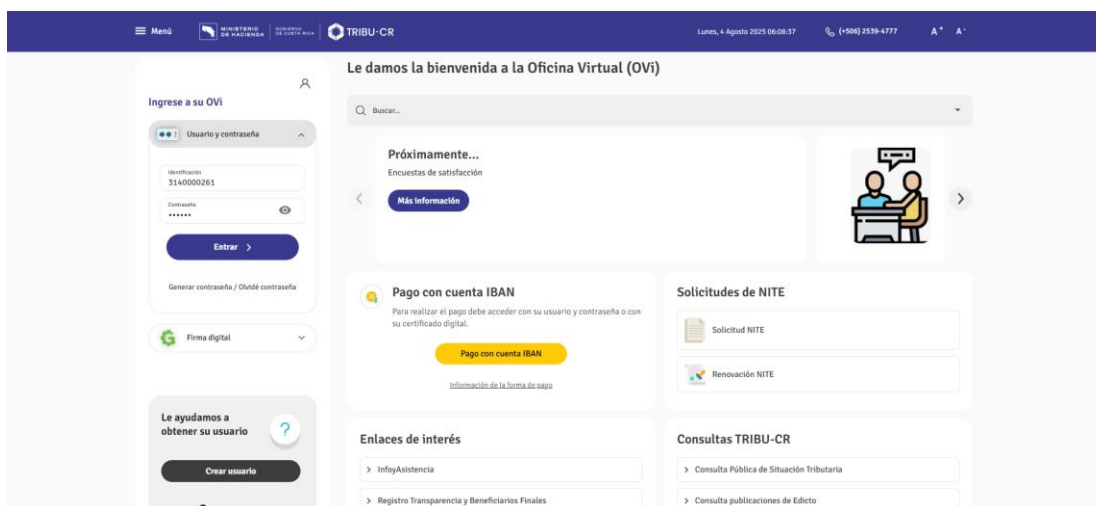 Menú
MINISTERIO
DE HACIENDA
GOBIERNO
DE COSTA RICA
TRIBU-CR
Lunes, 4 Agosto 2025 06:08:37
(+506) 2539-4777
A+ A-
Ingrese a su OVi
Usuario y contraseña
Identificación
3140000261
Contraseña
••••••
Entrar
Generar contraseña / Olvidé contraseña
Firma digital
Le ayudamos a
obtener su usuario
?
Crear usuario
Le damos la bienvenida a la Oficina Virtual (OVi)
Buscar...
Próximamente...
Encuestas de satisfacción
Más información
Pago con cuenta IBAN
Para realizar el pago debe acceder con su usuario y contraseña o con
su certificado digital.
Pago con cuenta IBAN
Información de la forma de pago
Solicitudes de NITE
Solicitud NITE
Renovación NITE
Enlaces de interés
InfoyAsistencia
Registro Transparencia y Beneficiarios Finales
Consultas TRIBU-CR
Consulta Pública de Situación Tributaria
Consulta publicaciones de Edicto